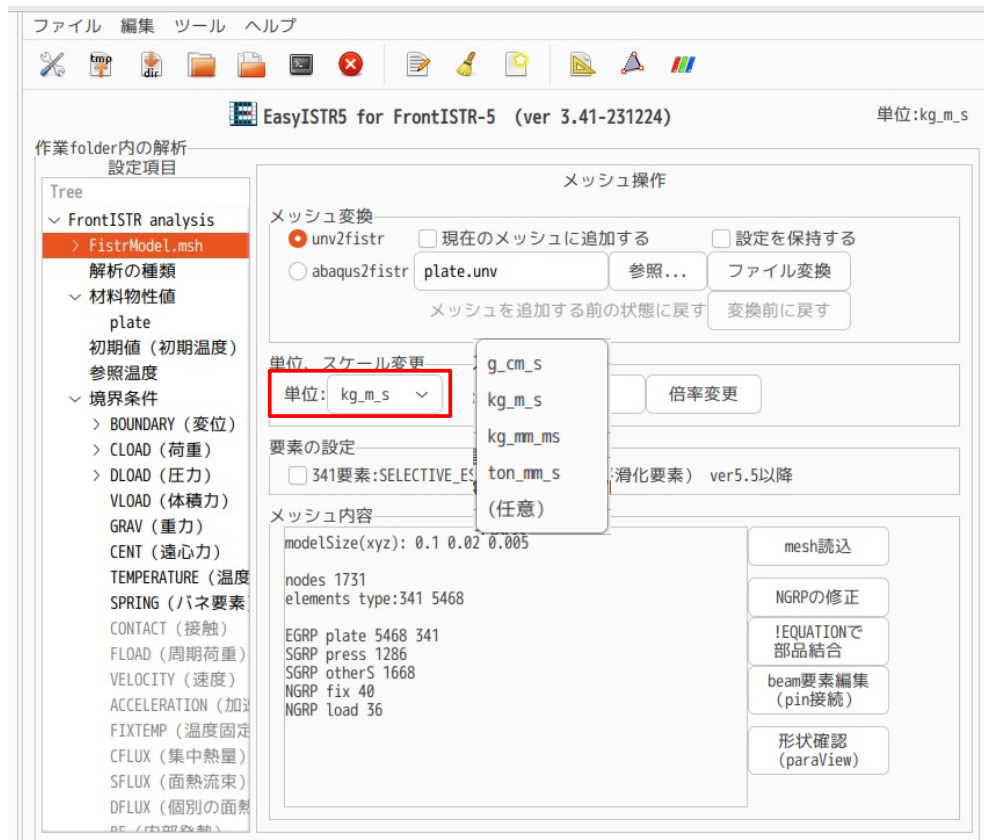 ファイル 編集 ツール ヘルプ
tmp
dir
EasyISTR5 for FrontISTR-5 (ver 3.41-231224)
単位:kg_m_s
作業folder内の解析
設定項目
Tree
FrontISTR analysis
FistrModel.msh
解析の種類
材料物性値
plate
初期値（初期温度）
参照温度
境界条件
BOUNDARY（変位）
CLOAD（荷重）
DLOAD（圧力）
VLOAD（体積力）
GRAV（重力）
CENT（遠心力）
TEMPERATURE（温度
SPRING（バネ要素
CONTACT（接触）
FLOAD（周期荷重）
VELOCITY（速度）
ACCELERATION（加速
FIXTEMP（温度固定
CFLUX（集中熱量）
SFLUX（面熱流束）
DFLUX（個別の面熱
メッシュ操作
メッシュ変換
unv2fistr 現在のメッシュに追加する 設定を保持する
abaqus2fistr plate.unv 参照... ファイル変換
メッシュを追加する前の状態に戻す 変換前に戻す
単位、スケール変更
単位: kg_m_s 倍率変更
g_cm_s
kg_m_s
kg_mm_ms
ton_mm_s
(任意)
要素の設定
341要素:SELECTIVE_ES 滑化要素) ver5.5以降
メッシュ内容
modelSize(xyz): 0.1 0.02 0.005
nodes 1731
elements type:341 5468
EGRP plate 5468 341
SGRP press 1286
SGRP otherS 1668
NGRP fix 40
NGRP load 36
mesh読込
NGRPの修正
!EQUATIONで
部品結合
beam要素編集
(pin接続)
形状確認
(paraView)